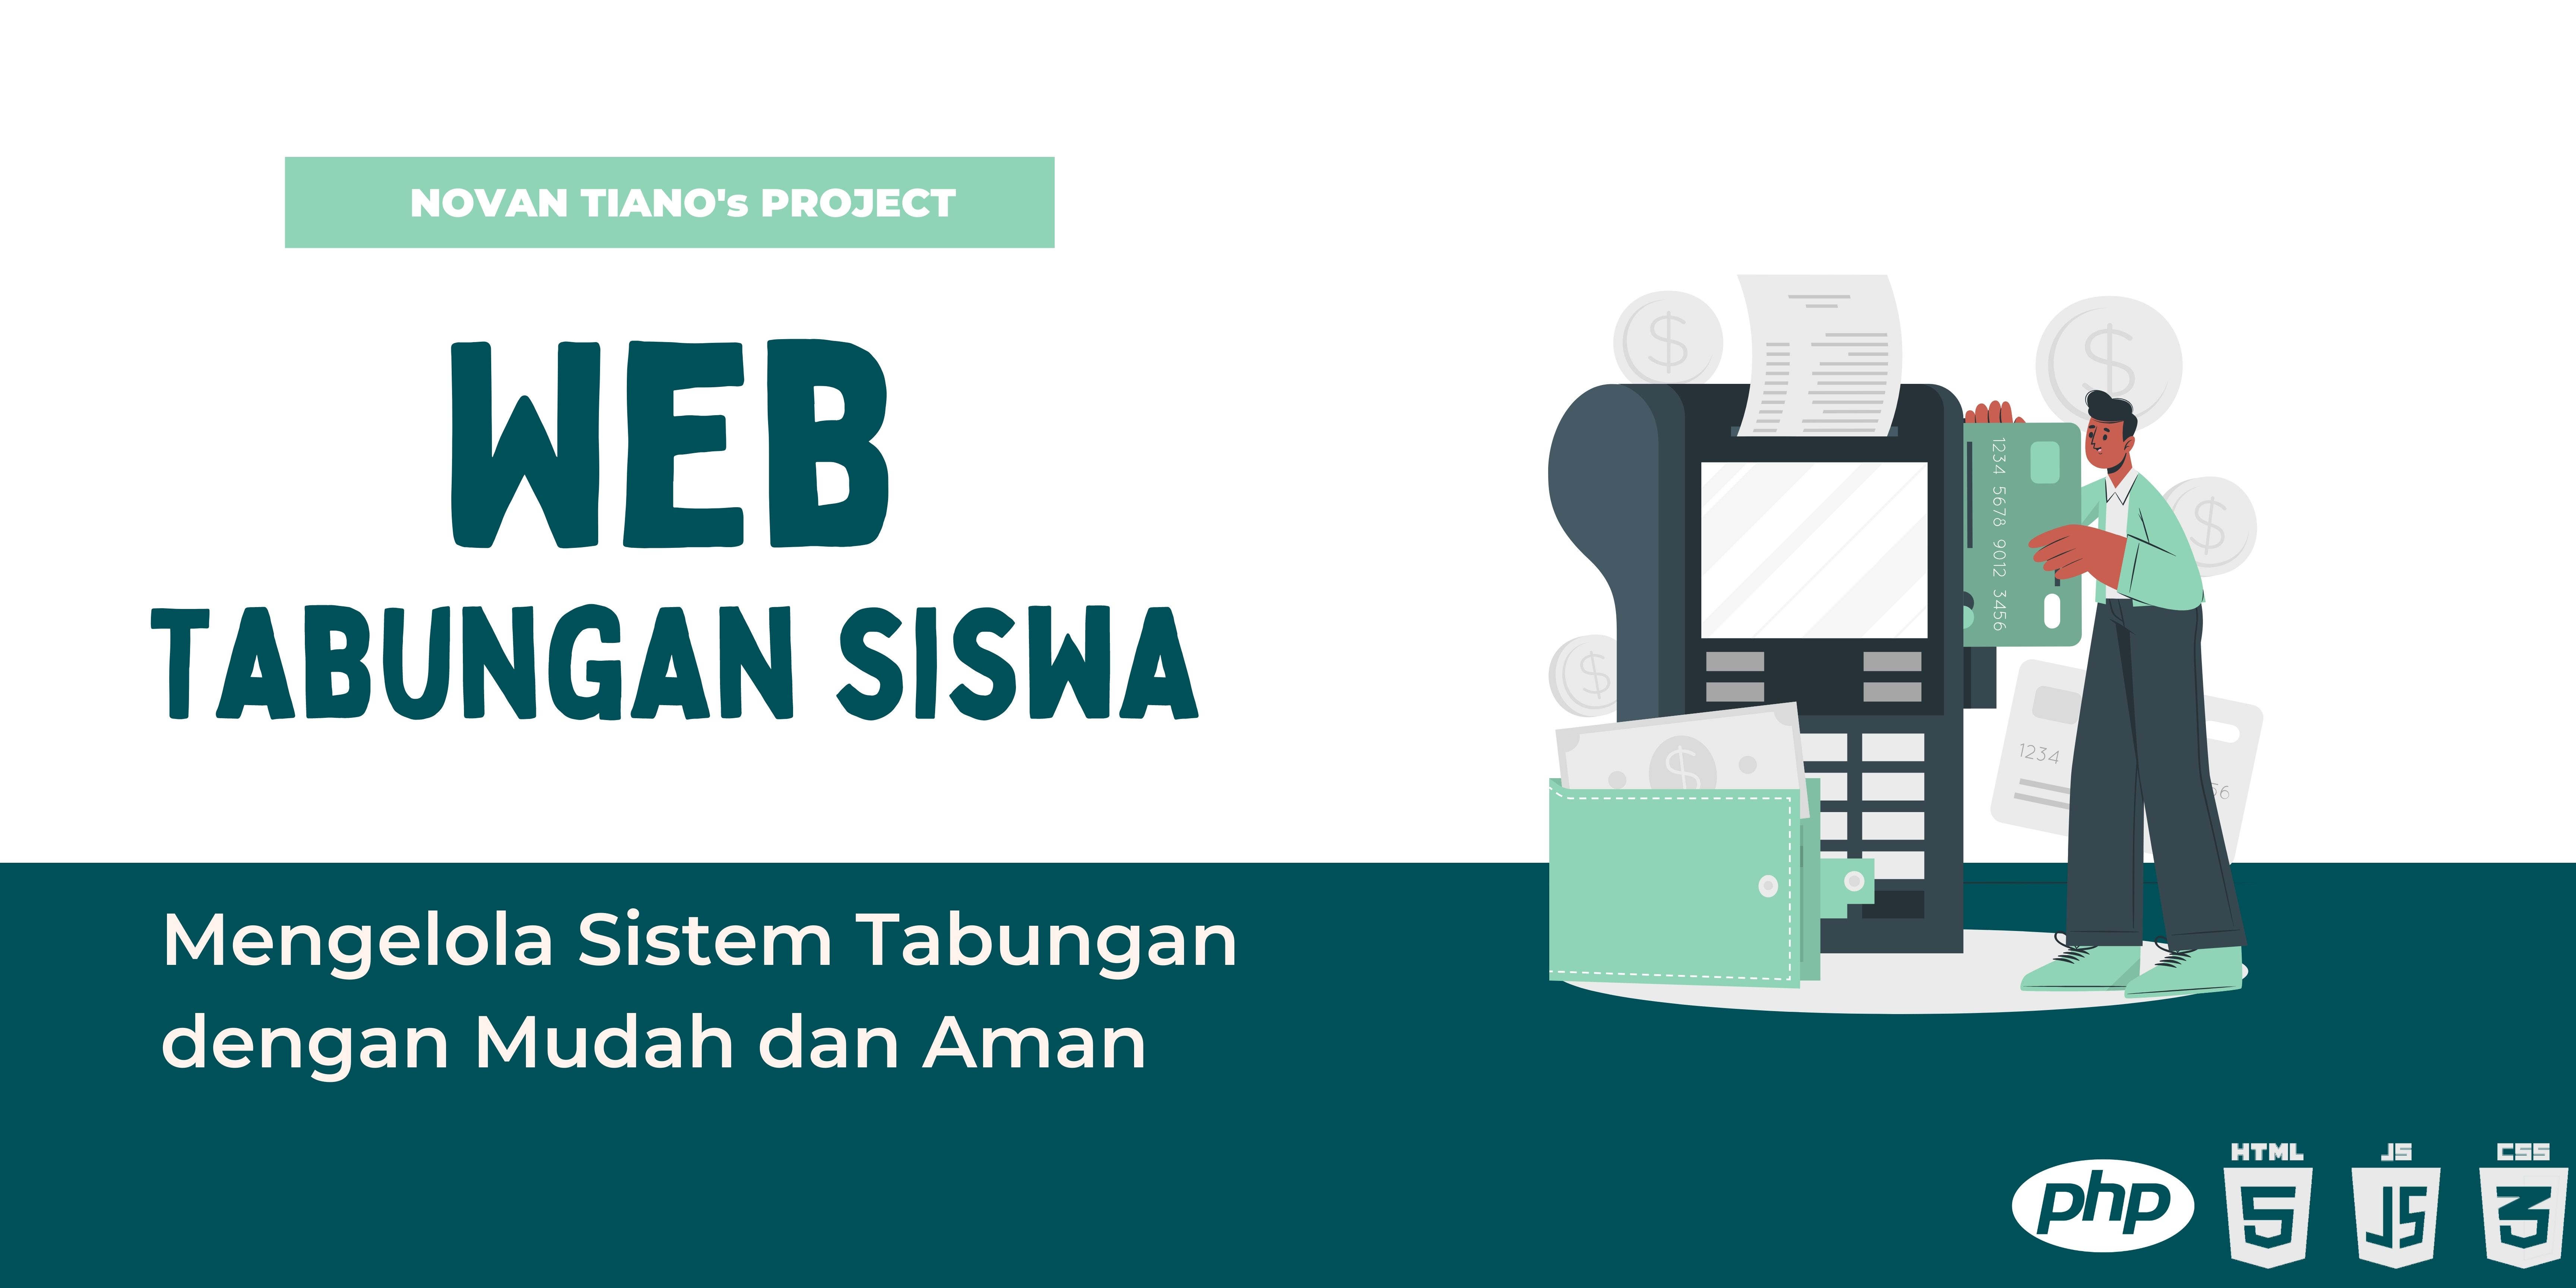 NOVAN TIANO's PROJECT
WEB
TABUNGAN SISWA
Mengelola Sistem Tabungan
dengan Mudah dan Aman
1234 5678 9012 3456
1234
56
php
HTML
5
JS
JS
CSS
3